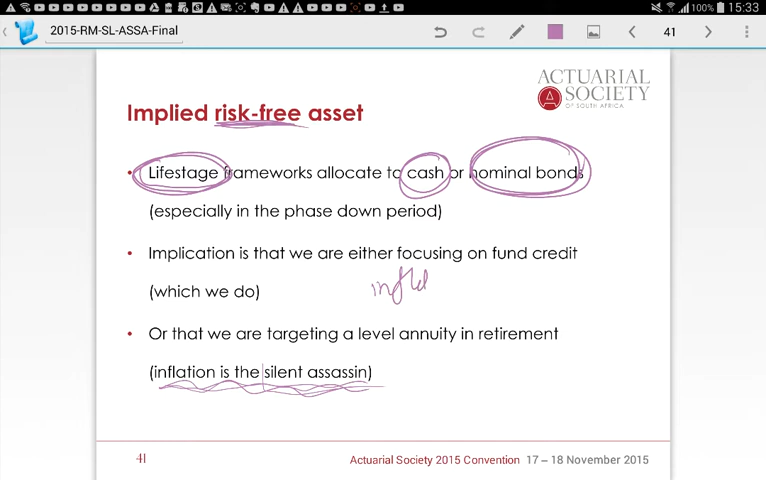 100% 15:33
2015-RM-SL-ASSA-Final
41
ACTUARIAL
SOCIETY
OF SOUTH AFRICA
Implied risk-free asset
• Lifestage frameworks allocate to cash or nominal bonds
(especially in the phase down period)
• Implication is that we are either focusing on fund credit
(which we do)
• Or that we are targeting a level annuity in retirement
(inflation is the silent assassin)
41
Actuarial Society 2015 Convention 17 – 18 November 2015